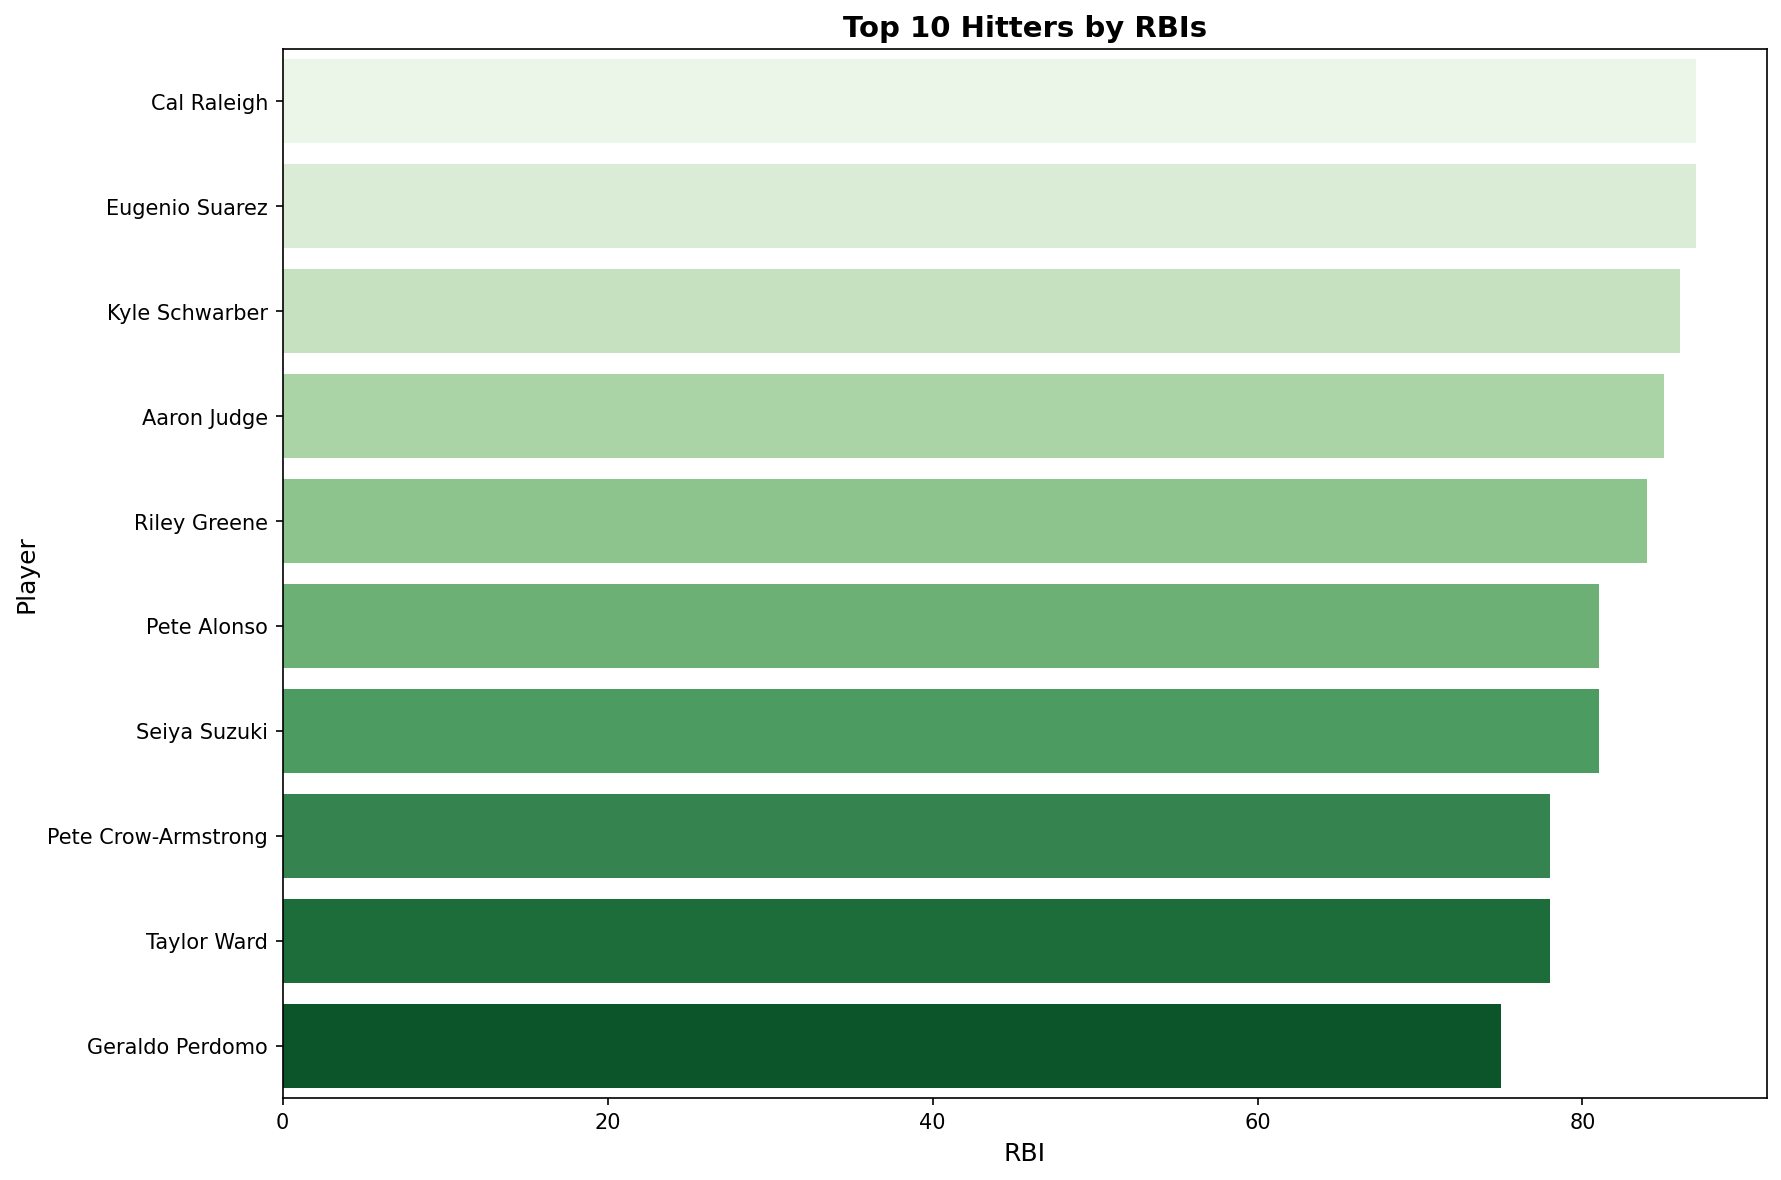 Top 10 Hitters by RBIs
Cal Raleigh
Eugenio Suarez
Kyle Schwarber
Aaron Judge
Riley Greene
Pete Alonso
Seiya Suzuki
Pete Crow-Armstrong
Taylor Ward
Geraldo Perdomo
Player
0 20 40 60 80
RBI